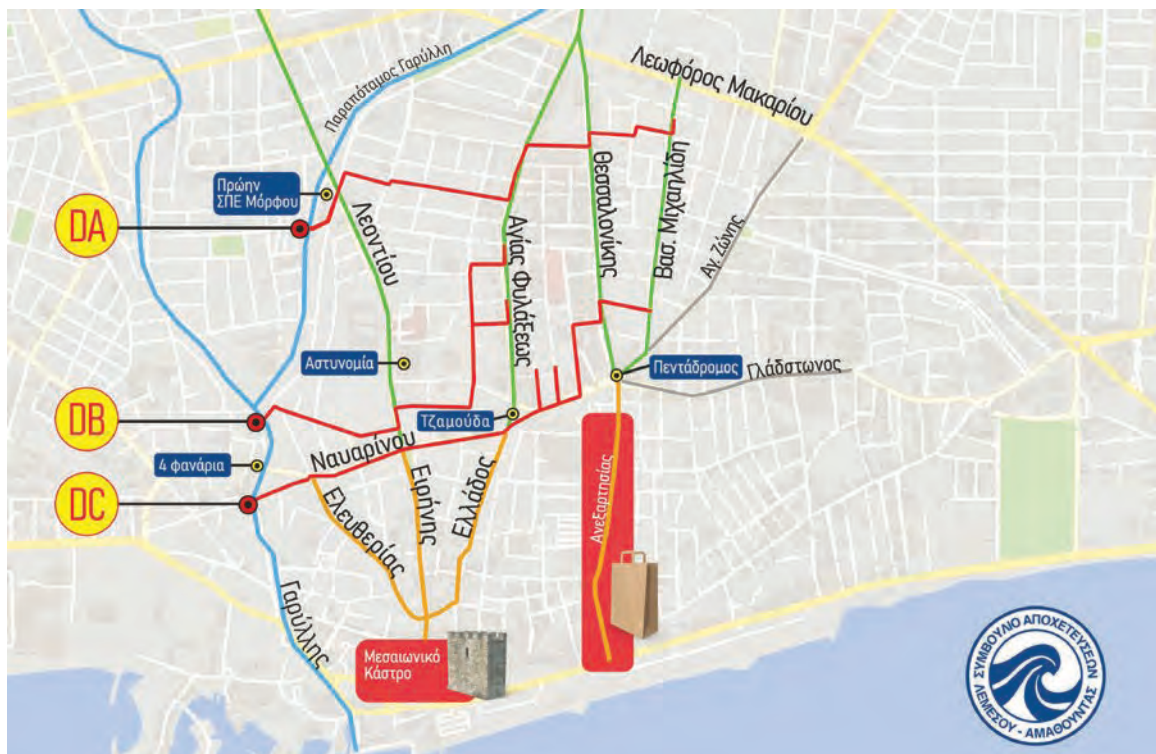 Παραπόταμος Γαρύλλη
Λεωφόρος Μακαρίου
Πρώην
ΣΠΕ Μόρφου
DA
Λεοντίου
Αγίας Φυλάξεως
Θεσσαλονίκης
Βασ. Μιχαηλίδη
Αγ. Ζώνης
Αστυνομία
Πεντάδρομος
Γλάδστωνος
DB
Τζαμούδα
Ναυαρίνου
4 φανάρια
DC
Ελευθερίας
Ειρήνης
Ελλάδος
Ανεξαρτησίας
Γαρύλλης
Μεσαιωνικό
Κάστρο
ΣΥΜΒΟΥΛΙΟ ΑΠΟΧΕΤΕΥΣΕΩΝ
ΛΕΜΕΣΟΥ - ΑΜΑΘΟΥΝΤΑΣ